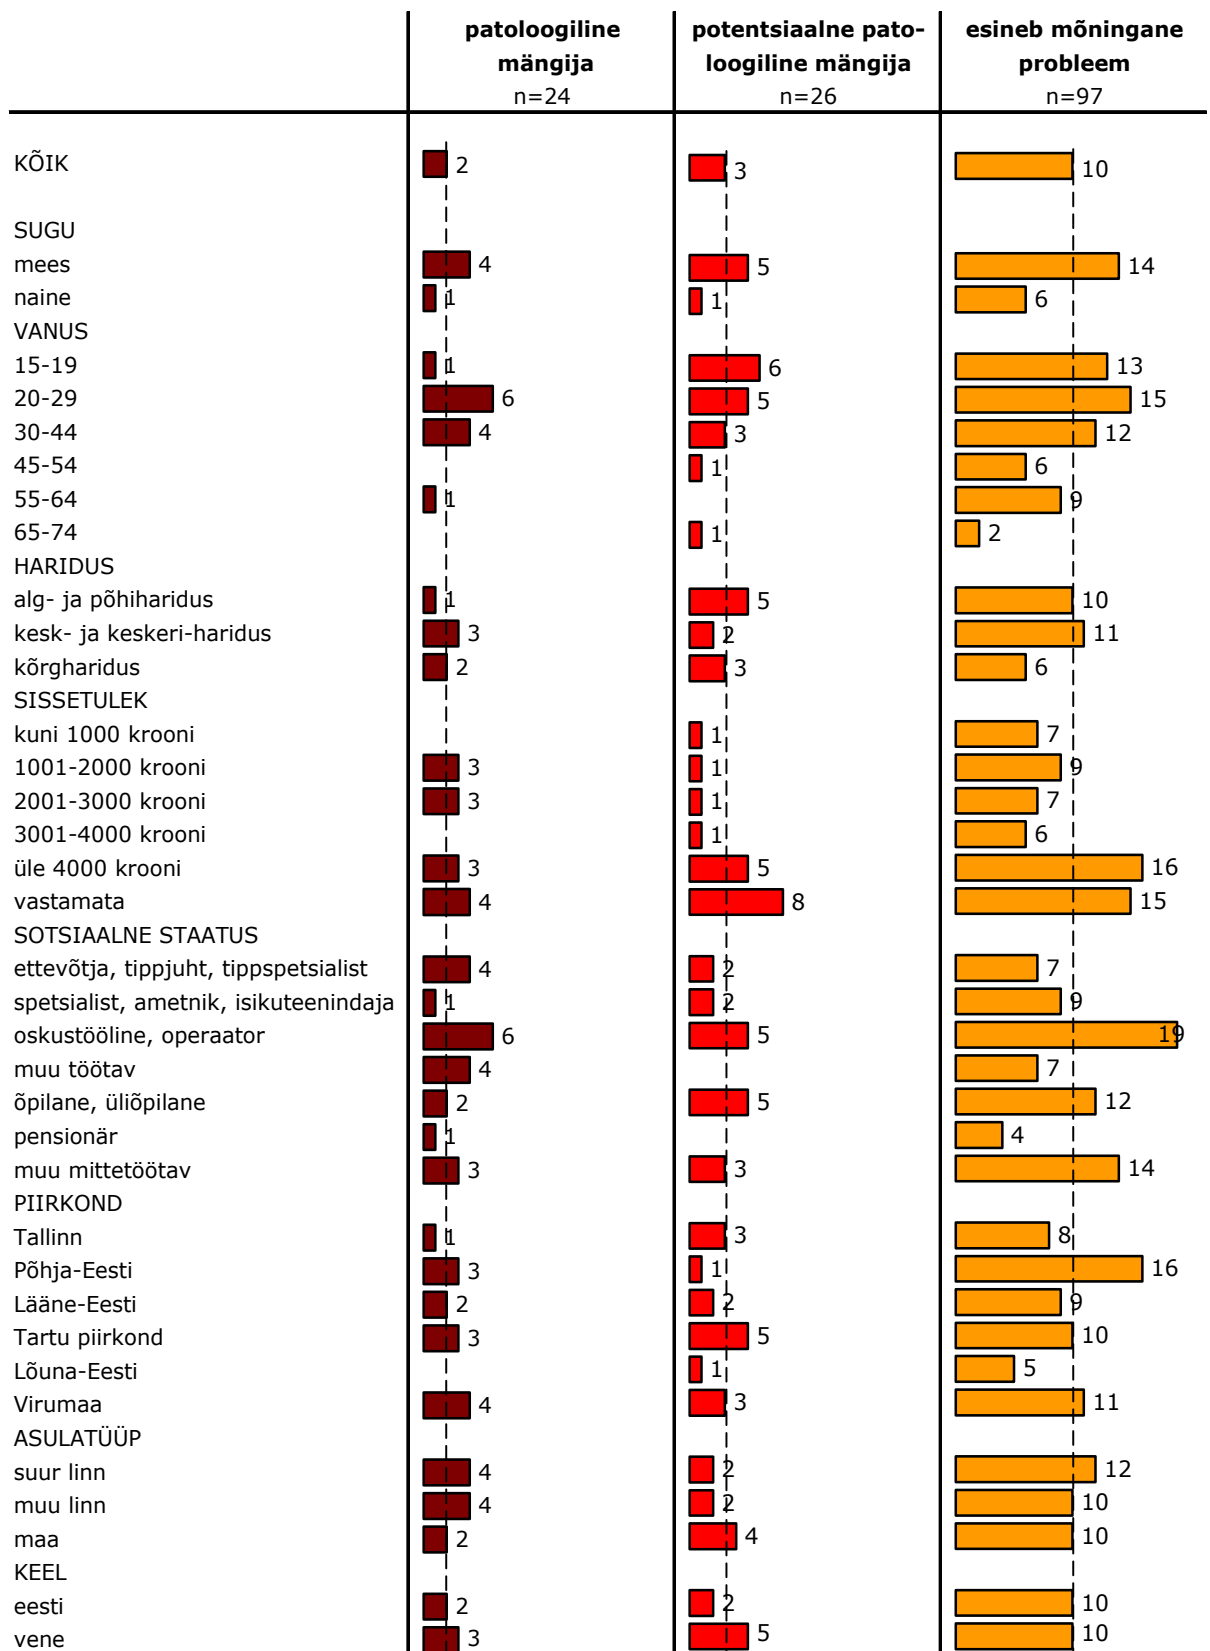 patoloogiline potentsiaalne pato- esineb mõningane
mängija loogiline mängija probleem
n=24 n=26 n=97
KÕIK 2 3 10
SUGU
mees 4 5 14
naine 1 1 6
VANUS
15-19 1 6 13
20-29 6 5 15
30-44 4 3 12
45-54 1 6
55-64 1 9
65-74 1 2
HARIDUS
alg- ja põhiharidus 1 5 10
kesk- ja keskeri-haridus 3 2 11
kõrgharidus 2 3 6
SISSETULEK
kuni 1000 krooni 1 7
1001-2000 krooni 3 1 9
2001-3000 krooni 3 1 7
3001-4000 krooni 1 6
üle 4000 krooni 3 5 16
vastamata 4 8 15
SOTSIAALNE STAATUS
ettevõtja, tippjuht, tippspetsialist 4 2 7
spetsialist, ametnik, isikuteenindaja 1 2 9
oskustööline, operaator 6 5 19
muu töötav 4 7
õpilane, üliõpilane 2 5 12
pensionär 1 4
muu mittetöötav 3 3 14
PIIRKOND
Tallinn 1 3 8
Põhja-Eesti 3 1 16
Lääne-Eesti 2 2 9
Tartu piirkond 3 5 10
Lõuna-Eesti 1 5
Virumaa 4 3 11
ASULATÜÜP
suur linn 4 2 12
muu linn 4 2 10
maa 2 4 10
KEEL
eesti 2 2 10
vene 3 5 10